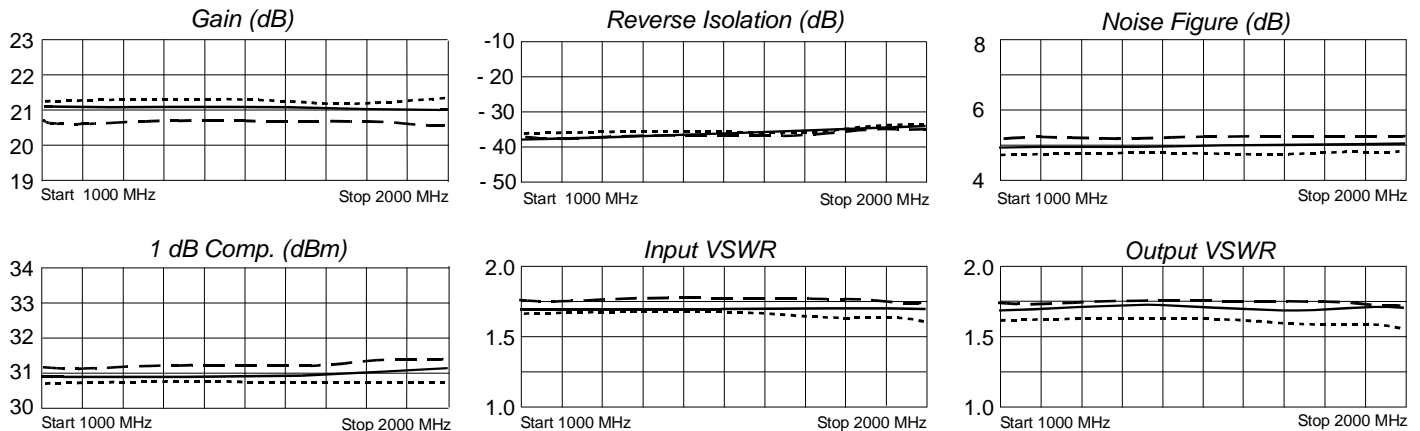 Gain (dB)
23
22
21
20
19
Start 1000 MHz
Stop 2000 MHz
Reverse Isolation (dB)
-10
- 20
- 30
- 40
- 50
Start 1000 MHz
Stop 2000 MHz
Noise Figure (dB)
8
6
4
Start 1000 MHz
Stop 2000 MHz
1 dB Comp. (dBm)
34
33
32
31
30
Start 1000 MHz
Stop 2000 MHz
Input VSWR
2.0
1.5
1.0
Start 1000 MHz
Stop 2000 MHz
Output VSWR
2.0
1.5
1.0
Start 1000 MHz
Stop 2000 MHz